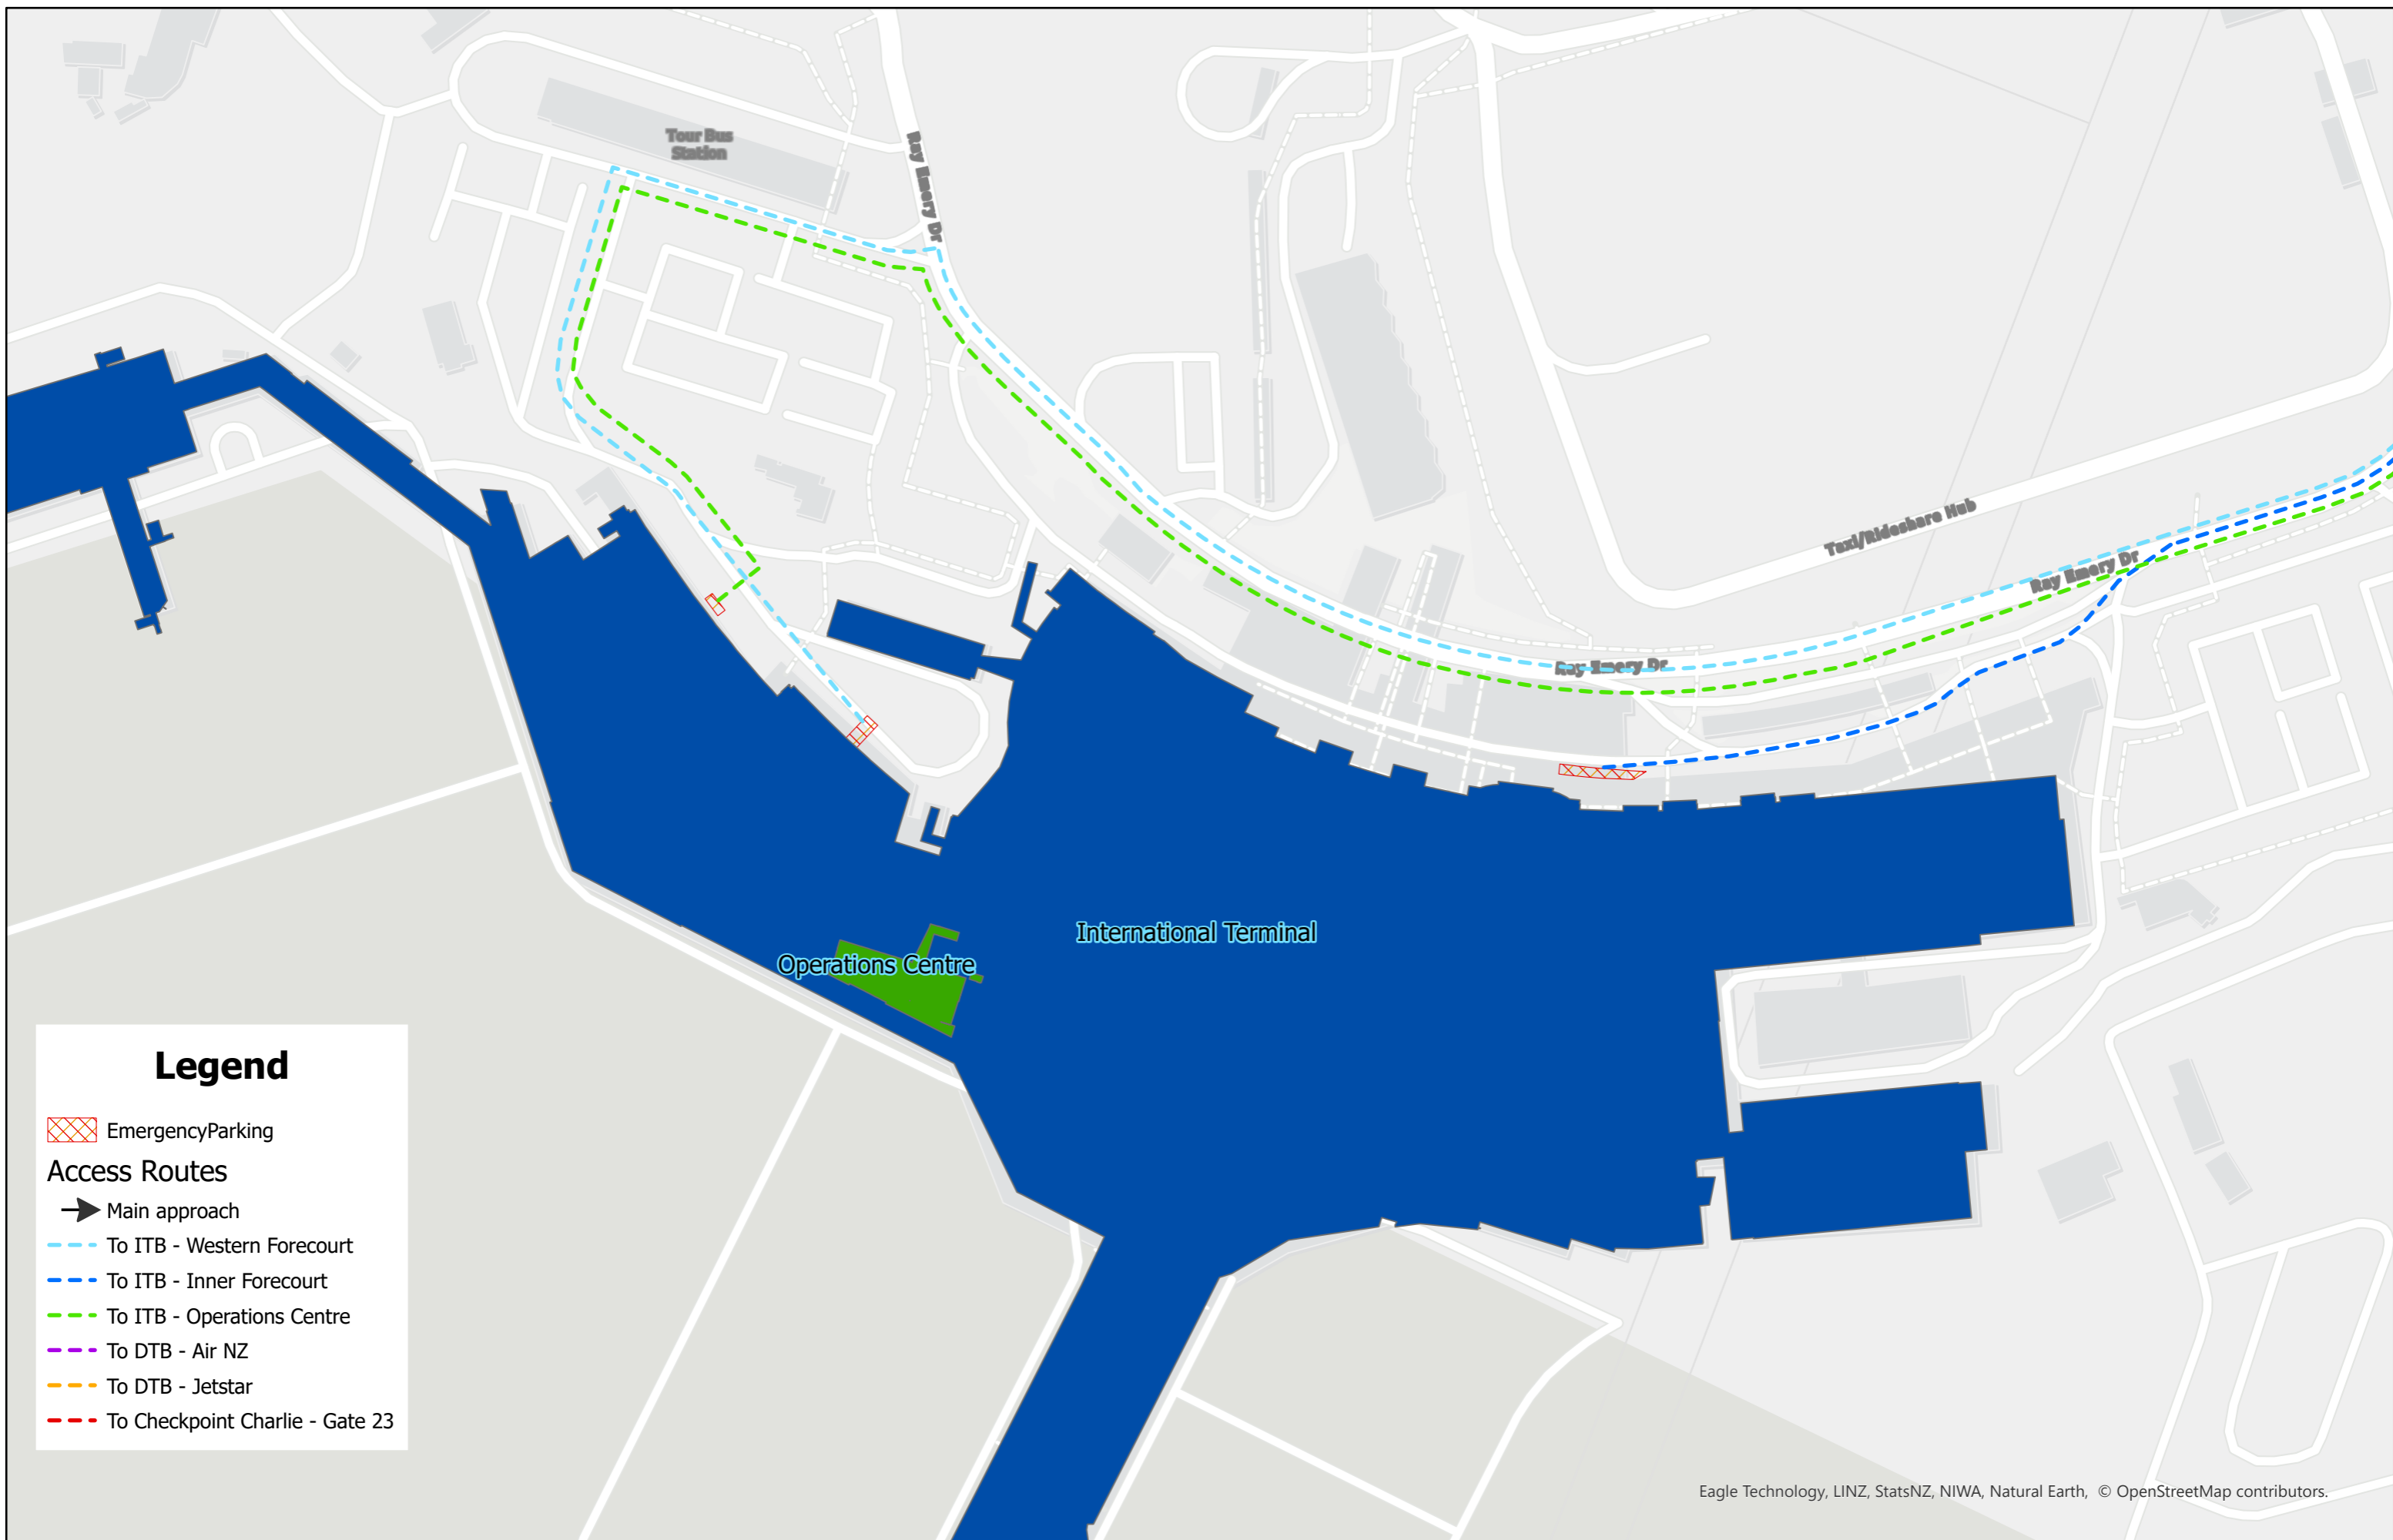 Tour Bus
Station
Ray Emery Dr
Taxi/Rideshare Hub
Ray Emery Dr
Ray Emery Dr
International Terminal
Operations Centre
Legend
EmergencyParking
Access Routes
Main approach
To ITB - Western Forecourt
To ITB - Inner Forecourt
To ITB - Operations Centre
To DTB - Air NZ
To DTB - Jetstar
To Checkpoint Charlie - Gate 23
Eagle Technology, LINZ, StatsNZ, NIWA, Natural Earth, © OpenStreetMap contributors.